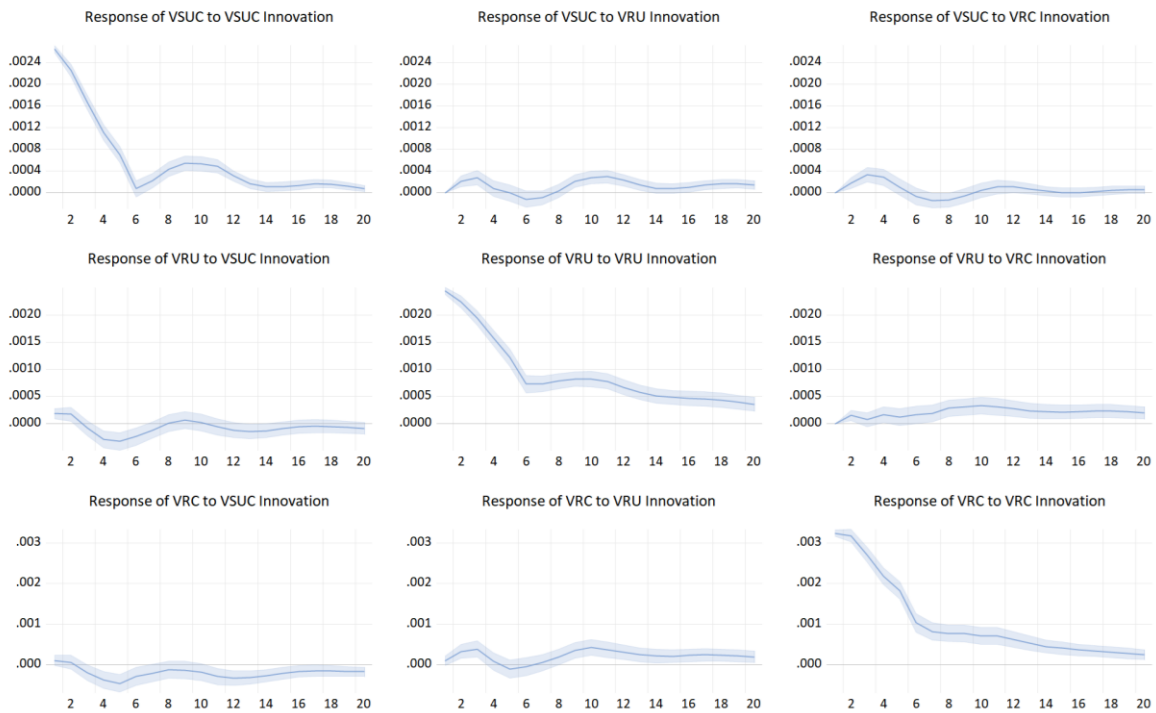 Response of VSUC to VSUC Innovation
.0024
.0020
.0016
.0012
.0008
.0004
.0000
2 4 6 8 10 12 14 16 18 20
Response of VSUC to VRU Innovation
.0024
.0020
.0016
.0012
.0008
.0004
.0000
2 4 6 8 10 12 14 16 18 20
Response of VSUC to VRC Innovation
.0024
.0020
.0016
.0012
.0008
.0004
.0000
2 4 6 8 10 12 14 16 18 20
Response of VRU to VSUC Innovation
.0020
.0015
.0010
.0005
.0000
2 4 6 8 10 12 14 16 18 20
Response of VRU to VRU Innovation
.0020
.0015
.0010
.0005
.0000
2 4 6 8 10 12 14 16 18 20
Response of VRU to VRC Innovation
.0020
.0015
.0010
.0005
.0000
2 4 6 8 10 12 14 16 18 20
Response of VRC to VSUC Innovation
.003
.002
.001
.000
2 4 6 8 10 12 14 16 18 20
Response of VRC to VRU Innovation
.003
.002
.001
.000
2 4 6 8 10 12 14 16 18 20
Response of VRC to VRC Innovation
.003
.002
.001
.000
2 4 6 8 10 12 14 16 18 20